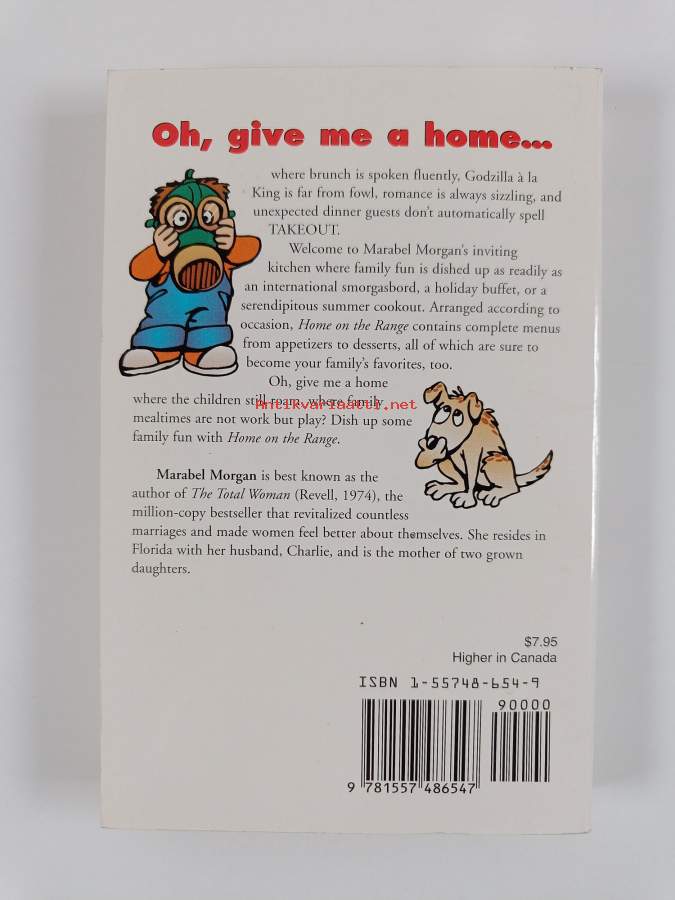 Oh, give me a home...
where brunch is spoken fluently, Godzilla à la
King is far from fowl, romance is always sizzling, and
unexpected dinner guests don't automatically spell
TAKEOUT.
Welcome to Marabel Morgan's inviting
kitchen where family fun is dished up as readily as
an international smorgasbord, a holiday buffet, or a
serendipitous summer cookout. Arranged according to
occasion, Home on the Range contains complete menus
from appetizers to desserts, all of which are sure to
become your family's favorites, too.
Oh, give me a home
where the children still roam, where family
Antikvariaatti.net
mealtimes are not work but play? Dish up some
family fun with Home on the Range.
Marabel Morgan is best known as the
author of The Total Woman (Revell, 1974), the
million-copy bestseller that revitalized countless
marriages and made women feel better about themselves. She resides in
Florida with her husband, Charlie, and is the mother of two grown
daughters.
$7.95
Higher in Canada
ISBN 1-55748-654-9
90000
9 781557 486547